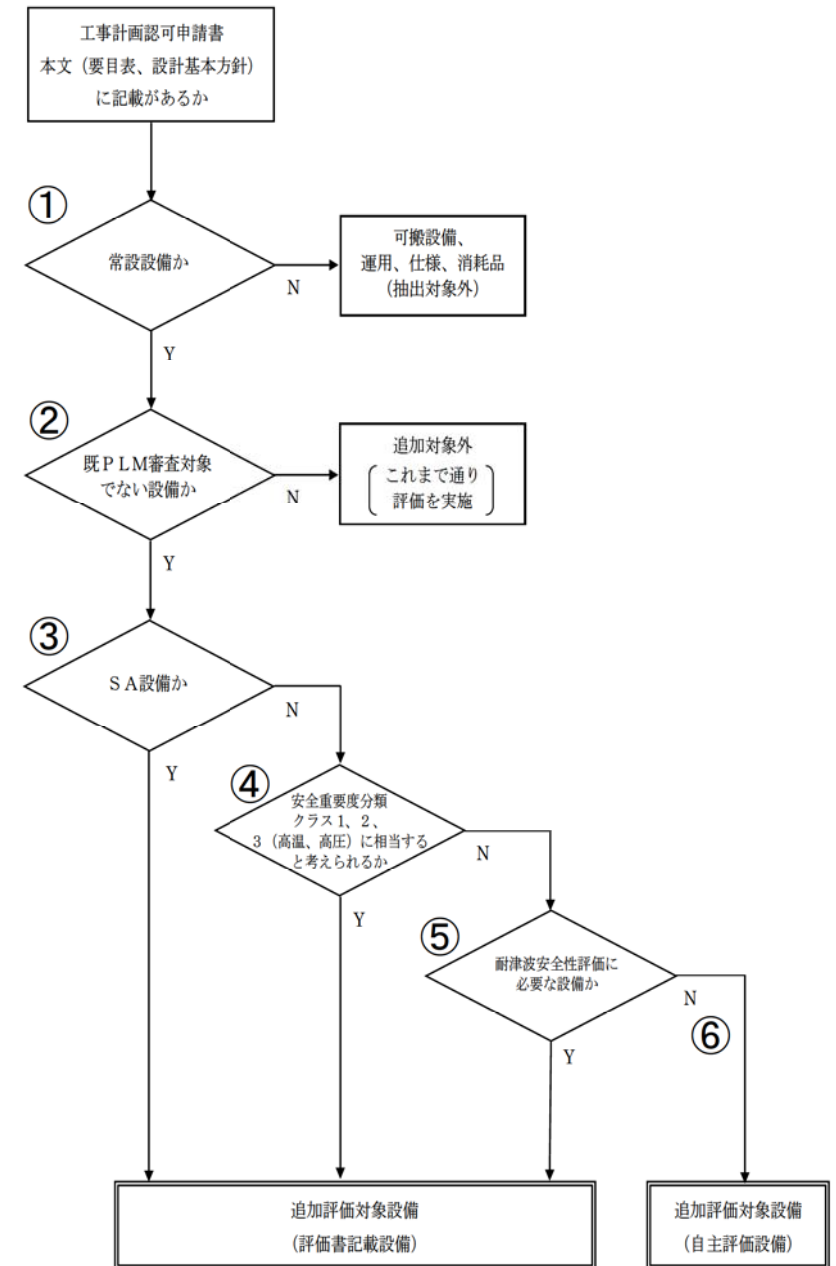 工事計画認可申請書
本文（要目表、設計基本方針）
に記載があるか
①
常設設備か
N
可搬設備、
運用、仕様、消耗品
（抽出対象外）
Y
②
既ＰＬＭ審査対象
でない設備か
N
追加対象外
これまで通り
評価を実施
Y
③
ＳＡ設備か
N
Y
④
安全重要度分類
クラス１、２、
３（高温、高圧）に相当する
と考えられるか
N
Y
⑤
耐津波安全性評価に
必要な設備か
N
⑥
Y
追加評価対象設備
（評価書記載設備）
追加評価対象設備
（自主評価設備）